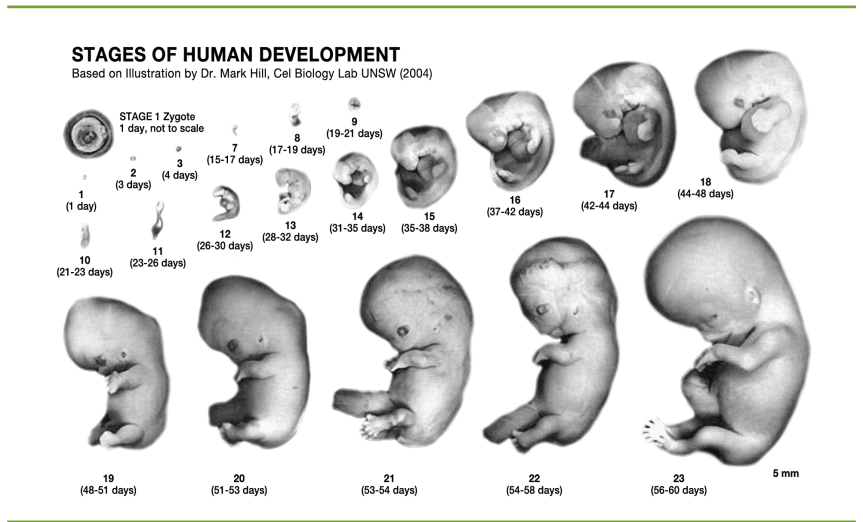 STAGES OF HUMAN DEVELOPMENT
Based on Illustration by Dr. Mark Hill, Cel Biology Lab UNSW (2004)
STAGE 1 Zygote
1 day, not to scale
1
(1 day)
2
(3 days)
3
(4 days)
7
(15-17 days)
8
(17-19 days)
9
(19-21 days)
10
(21-23 days)
11
(23-26 days)
12
(26-30 days)
13
(28-32 days)
14
(31-35 days)
15
(35-38 days)
16
(37-42 days)
17
(42-44 days)
18
(44-48 days)
19
(48-51 days)
20
(51-53 days)
21
(53-54 days)
22
(54-58 days)
23
(56-60 days)
5 mm